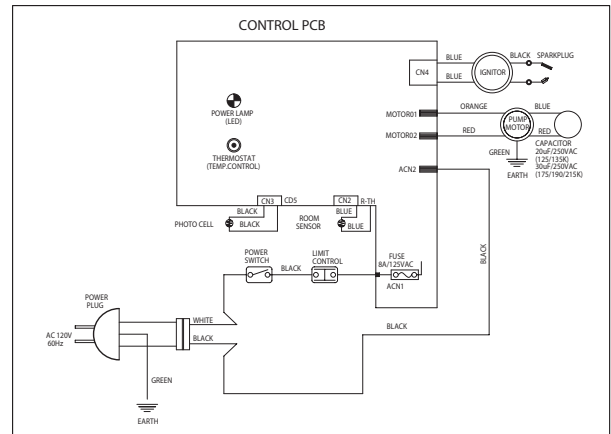 CONTROL PCB
BLUE
BLACK
SPARKPLUG
CN4
IGNITOR
BLUE
POWER LAMP
(LED)
MOTOR01
ORANGE
BLUE
PUMP
MOTOR
MOTOR02
RED
RED
THERMOSTAT
(TEMP.CONTROL)
GREEN
CAPACITOR
20uF/250VAC
(125/135K)
30uF/250VAC
(175/190/215K)
ACN2
EARTH
CN3
CDS
CN2
R-TH
BLACK
BLUE
PHOTO CELL
BLACK
ROOM
SENSOR
BLUE
POWER
SWITCH
LIMIT
CONTROL
FUSE
8A/125VAC
BLACK
BLACK
ACN1
POWER
PLUG
WHITE
AC 120V
60Hz
BLACK
BLACK
GREEN
EARTH